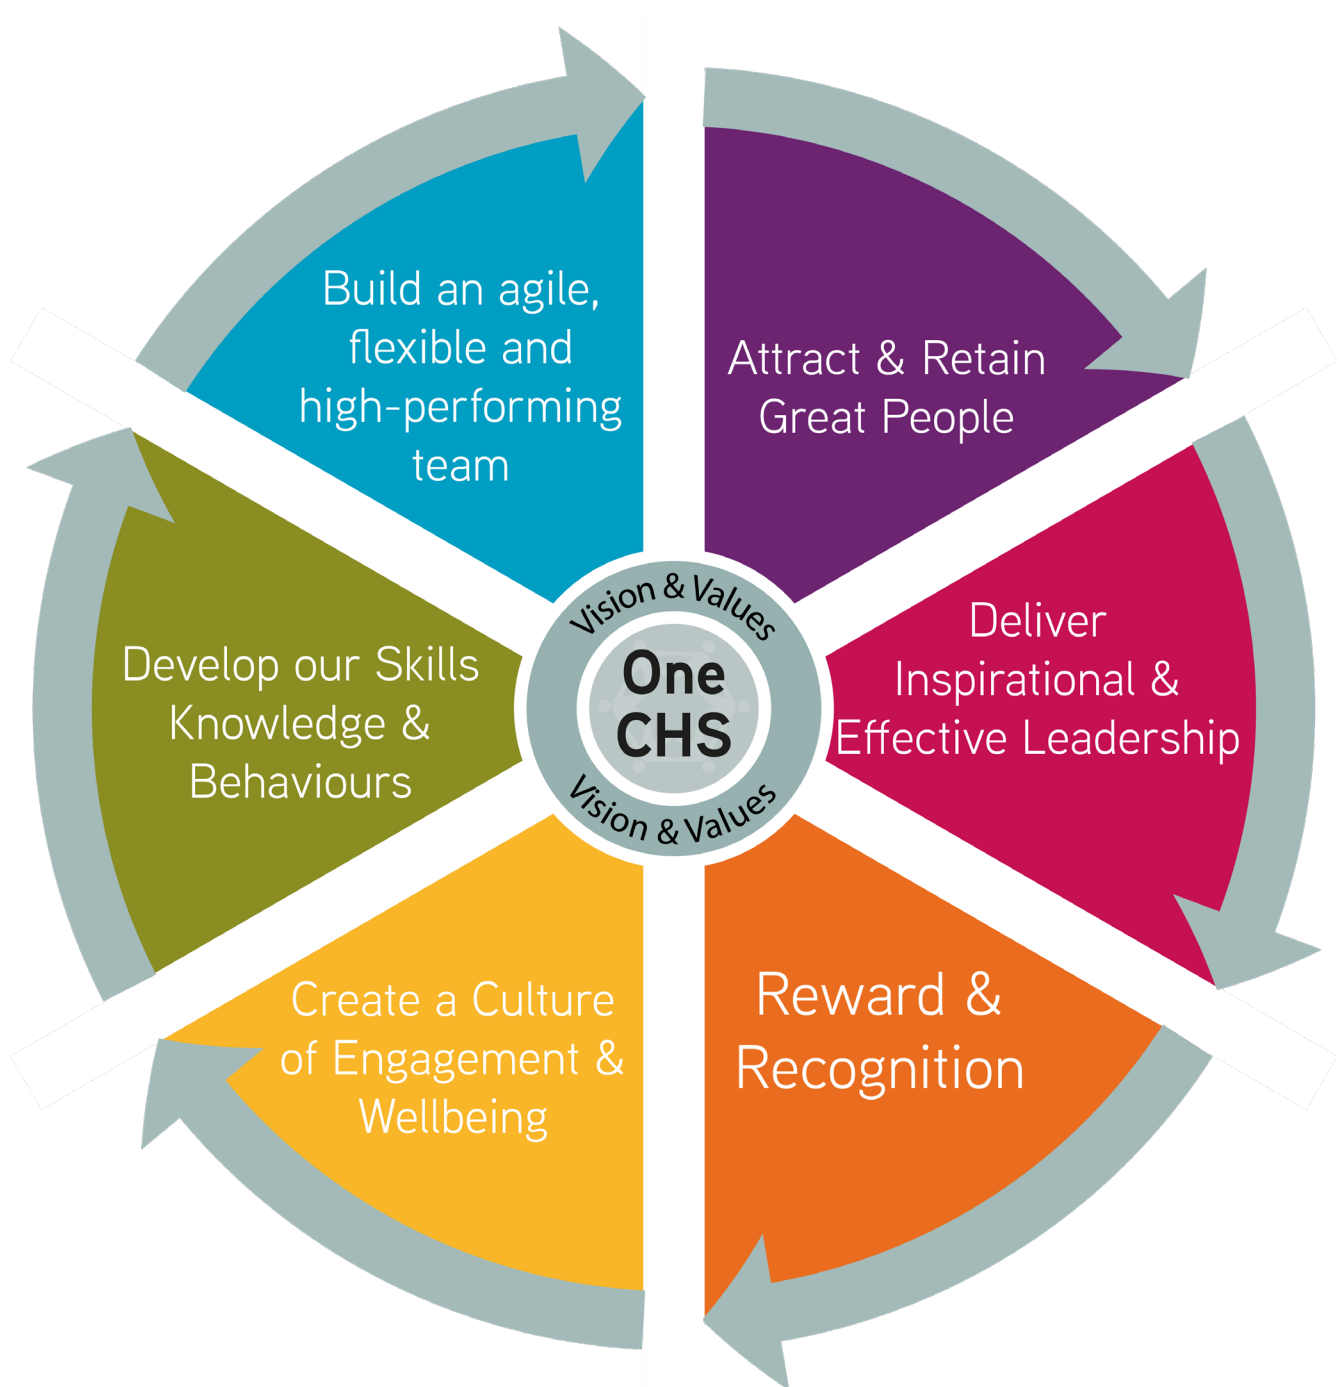 Build an agile,
flexible and
high-performing
team
Attract & Retain
Great People
Deliver
Inspirational &
Effective Leadership
Reward &
Recognition
Create a Culture
of Engagement &
Wellbeing
Develop our Skills
Knowledge &
Behaviours
Vision & Values
One
CHS
Vision & Values